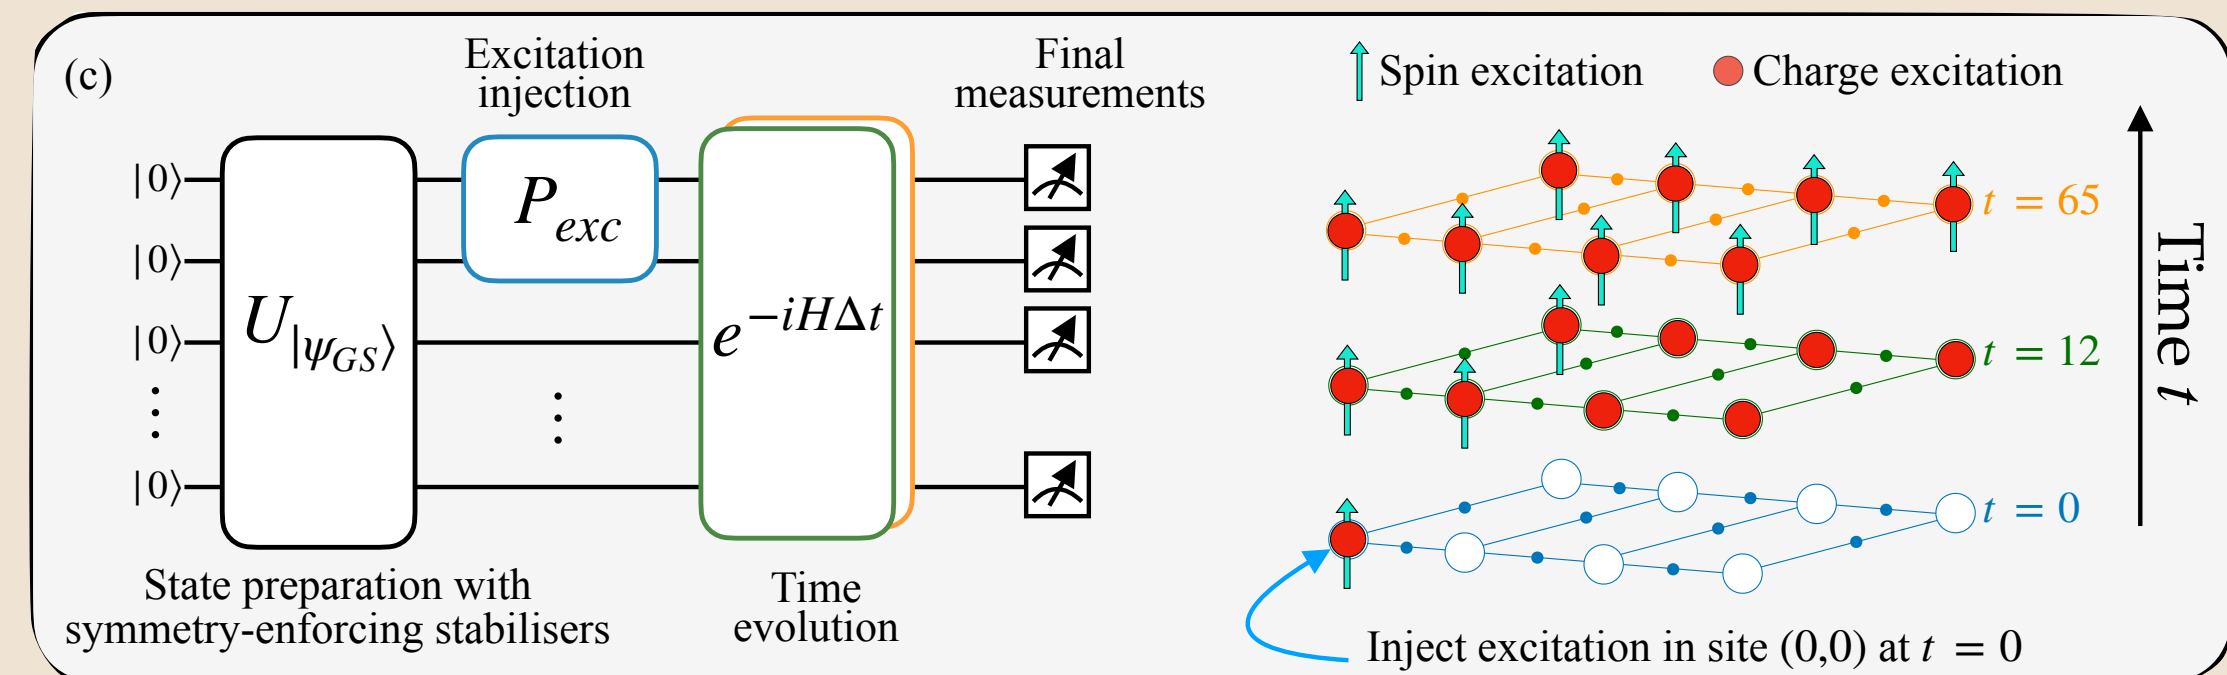 (c)
Excitation
injection
Final
measurements
|0⟩
|0⟩
|0⟩
⋮
|0⟩
U|ψGS⟩
Pexc
⋮
e−iHΔt
State preparation with
symmetry-enforcing stabilisers
Time
evolution
Spin excitation
Charge excitation
t = 65
t = 12
t = 0
Time t
Inject excitation in site (0,0) at t = 0